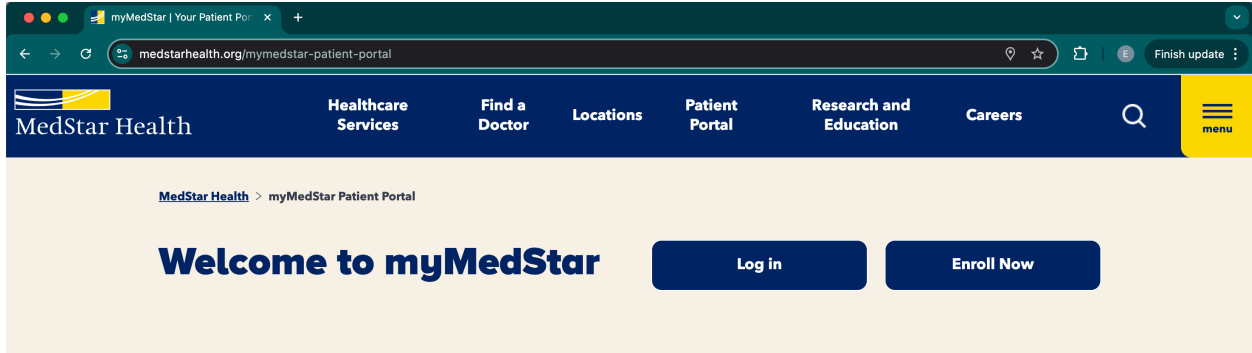 myMedStar | Your Patient Por
medstarhealth.org/mymedstar-patient-portal
E
Finish update
MedStar Health
Healthcare
Services
Find a
Doctor
Locations
Patient
Portal
Research and
Education
Careers
menu
MedStar Health > myMedStar Patient Portal
Welcome to myMedStar
Log in
Enroll Now